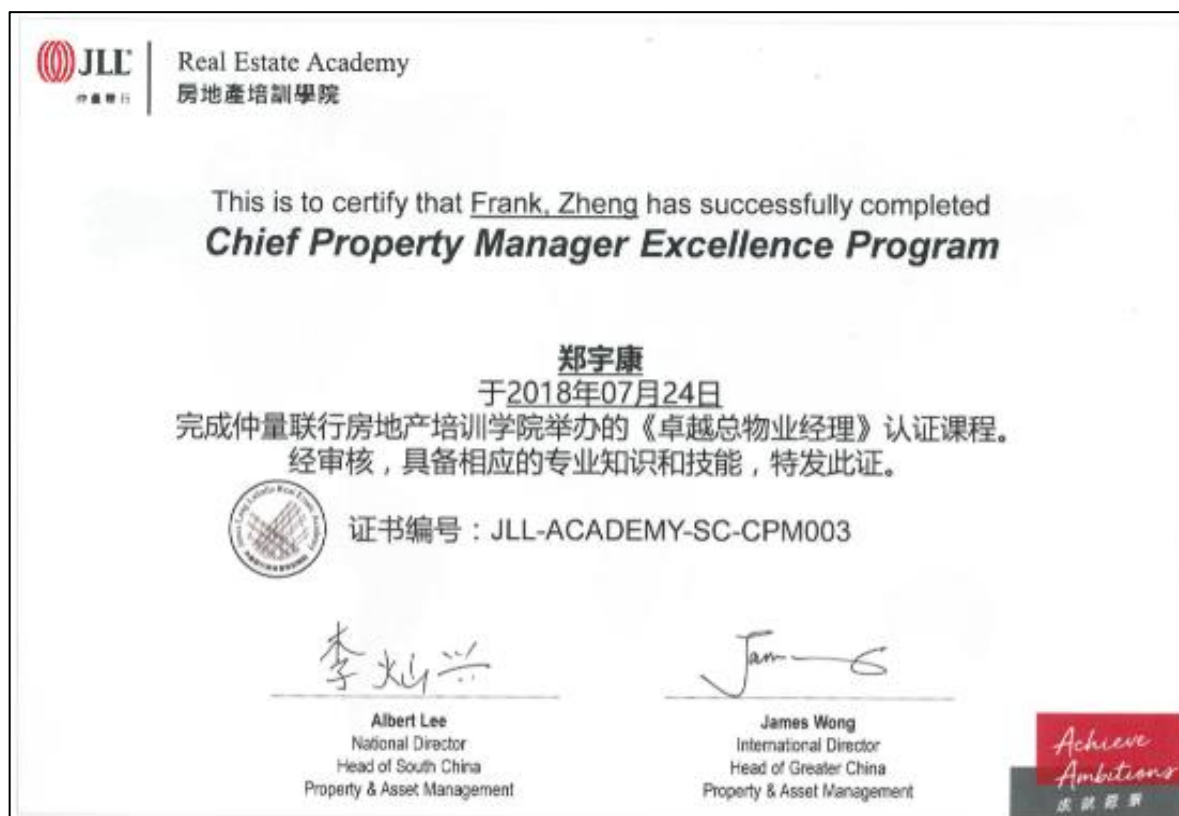 JLL
仲量聯行
Real Estate Academy
房地產培訓學院
This is to certify that Frank, Zheng has successfully completed
Chief Property Manager Excellence Program
郑宇康
于2018年07月24日
完成仲量联行房地产培训学院举办的《卓越总物业经理》认证课程。
经审核，具备相应的专业知识和技能，特发此证。
证书编号：JLL-ACADEMY-SC-CPM003
李灿兴
Albert Lee
National Director
Head of South China
Property & Asset Management
James Wong
International Director
Head of Greater China
Property & Asset Management
Achieve
Ambitions